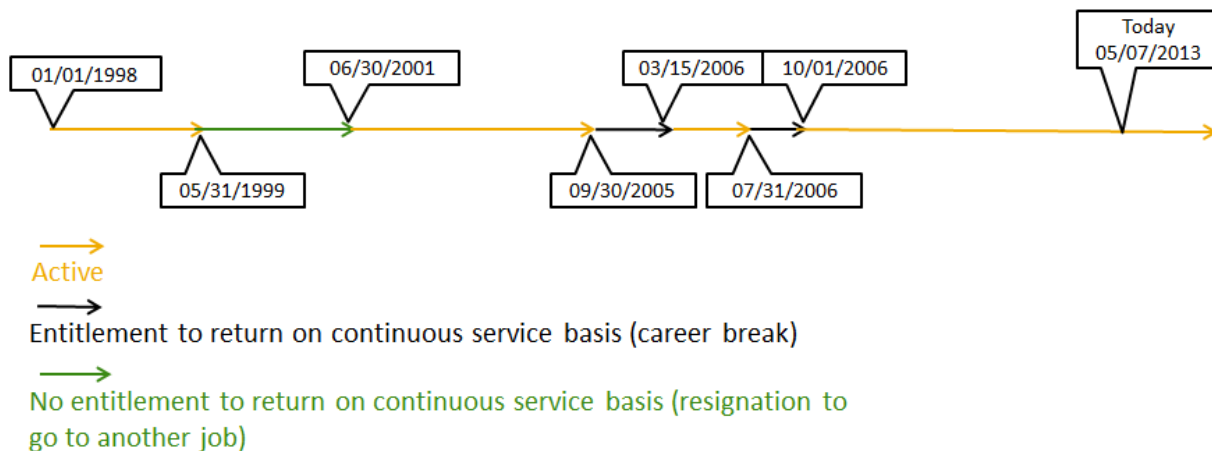 Today
05/07/2013
01/01/1998
06/30/2001
03/15/2006
10/01/2006
05/31/1999
09/30/2005
07/31/2006
Active
Entitlement to return on continuous service basis (career break)
No entitlement to return on continuous service basis (resignation to
go to another job)